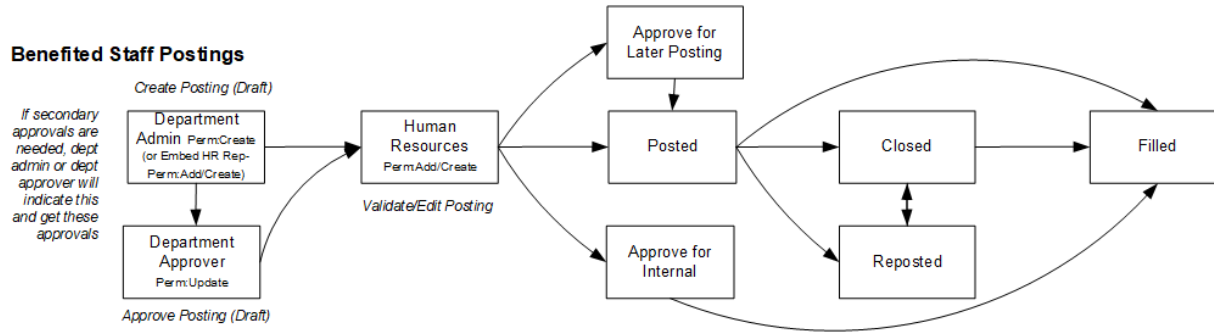 Benefited Staff Postings
Create Posting (Draft)
If secondary
approvals are
needed, dept
admin or dept
approver will
indicate this
and get these
approvals
Department
Admin Perm:Create
(or Embed HR Rep-
Perm:Add/Create)
Department
Approver
Perm:Update
Approve Posting (Draft)
Human
Resources
Perm:Add/Create
Validate/Edit Posting
Approve for
Later Posting
Posted
Approve for
Internal
Closed
Reposted
Filled